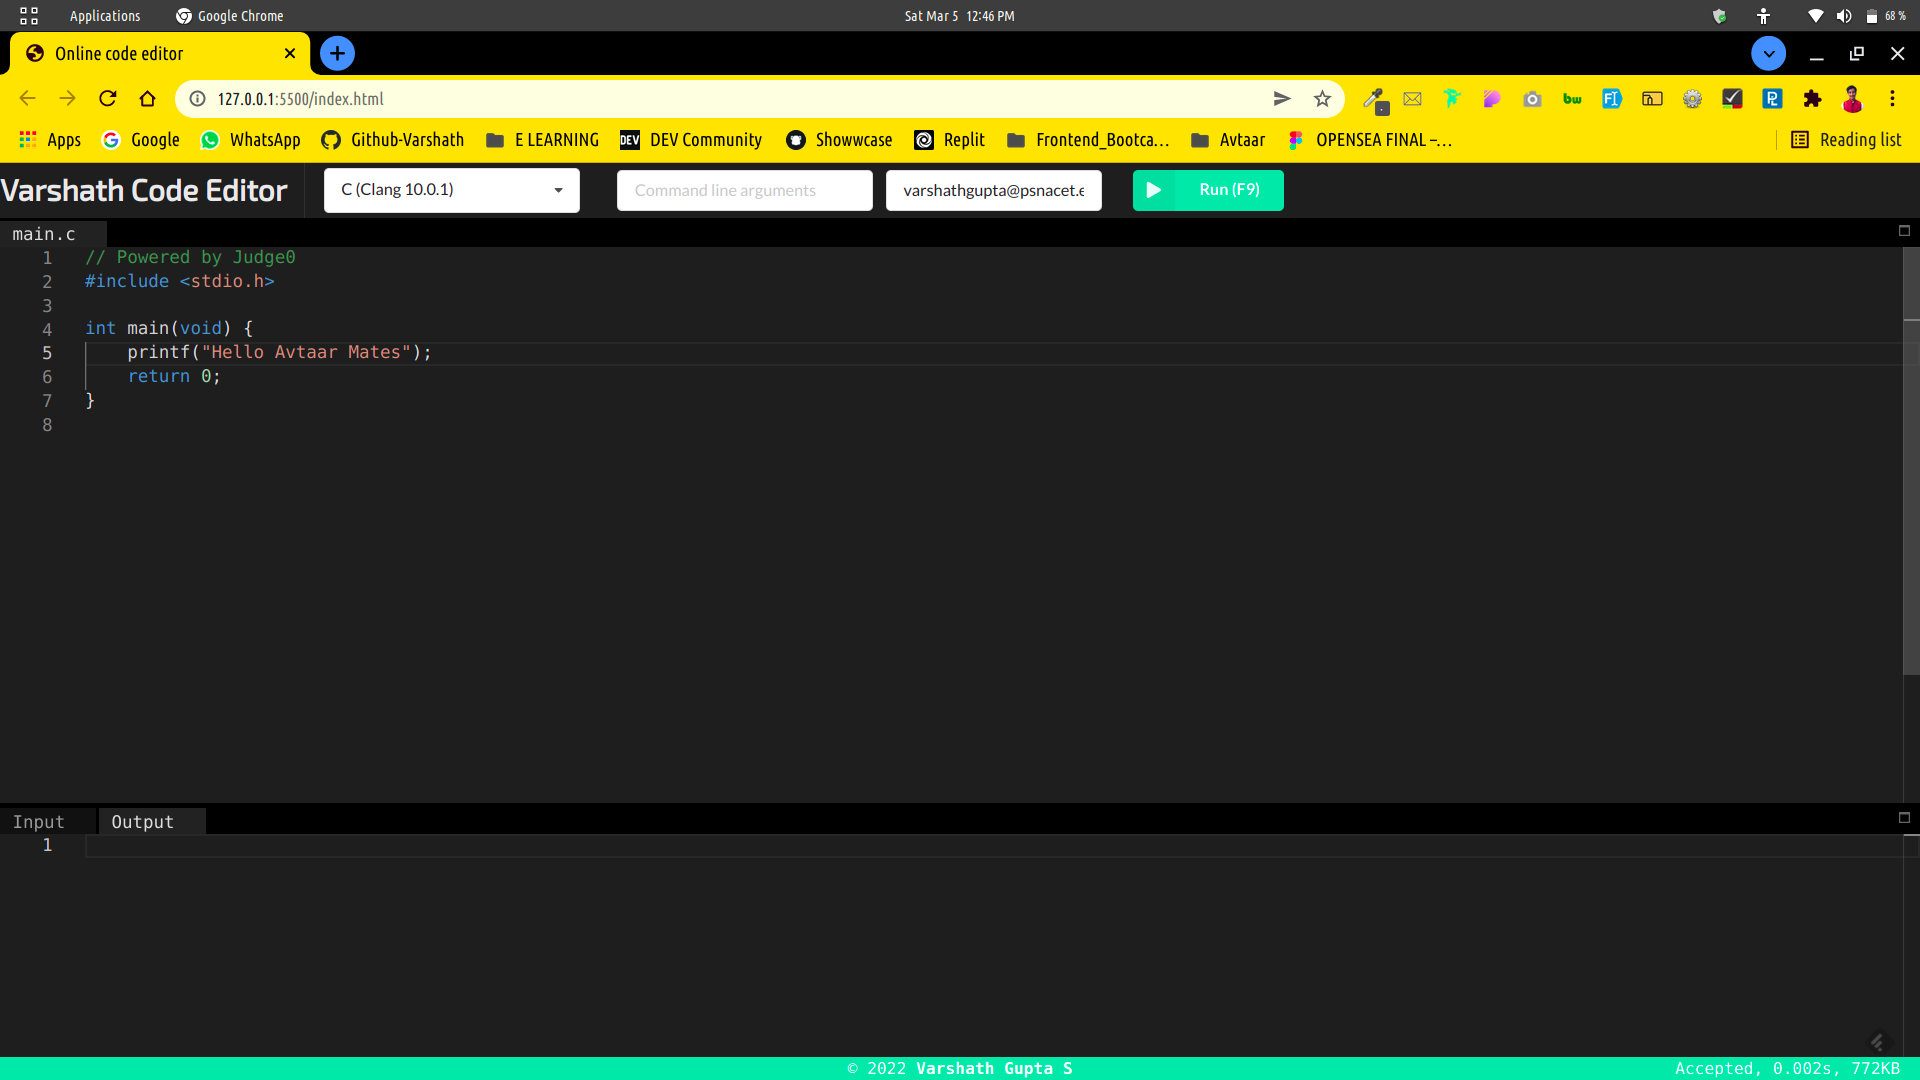 Applications Google Chrome Sat Mar 5 12:46 PM 68 %
Online code editor
127.0.0.1:5500/index.html
Apps Google WhatsApp Github-Varshath E LEARNING DEV DEV Community Showwcase Replit Frontend_Bootca... Avtaar OPENSEA FINAL –... Reading list
Varshath Code Editor C (Clang 10.0.1) Command line arguments varshathgupta@psnacet.e Run (F9)
main.c
1 // Powered by Judge0
2 #include <stdio.h>
3
4 int main(void) {
5 printf("Hello Avtaar Mates");
6 return 0;
7 }
8
Input Output
1
© 2022 Varshath Gupta S Accepted, 0.002s, 772KB